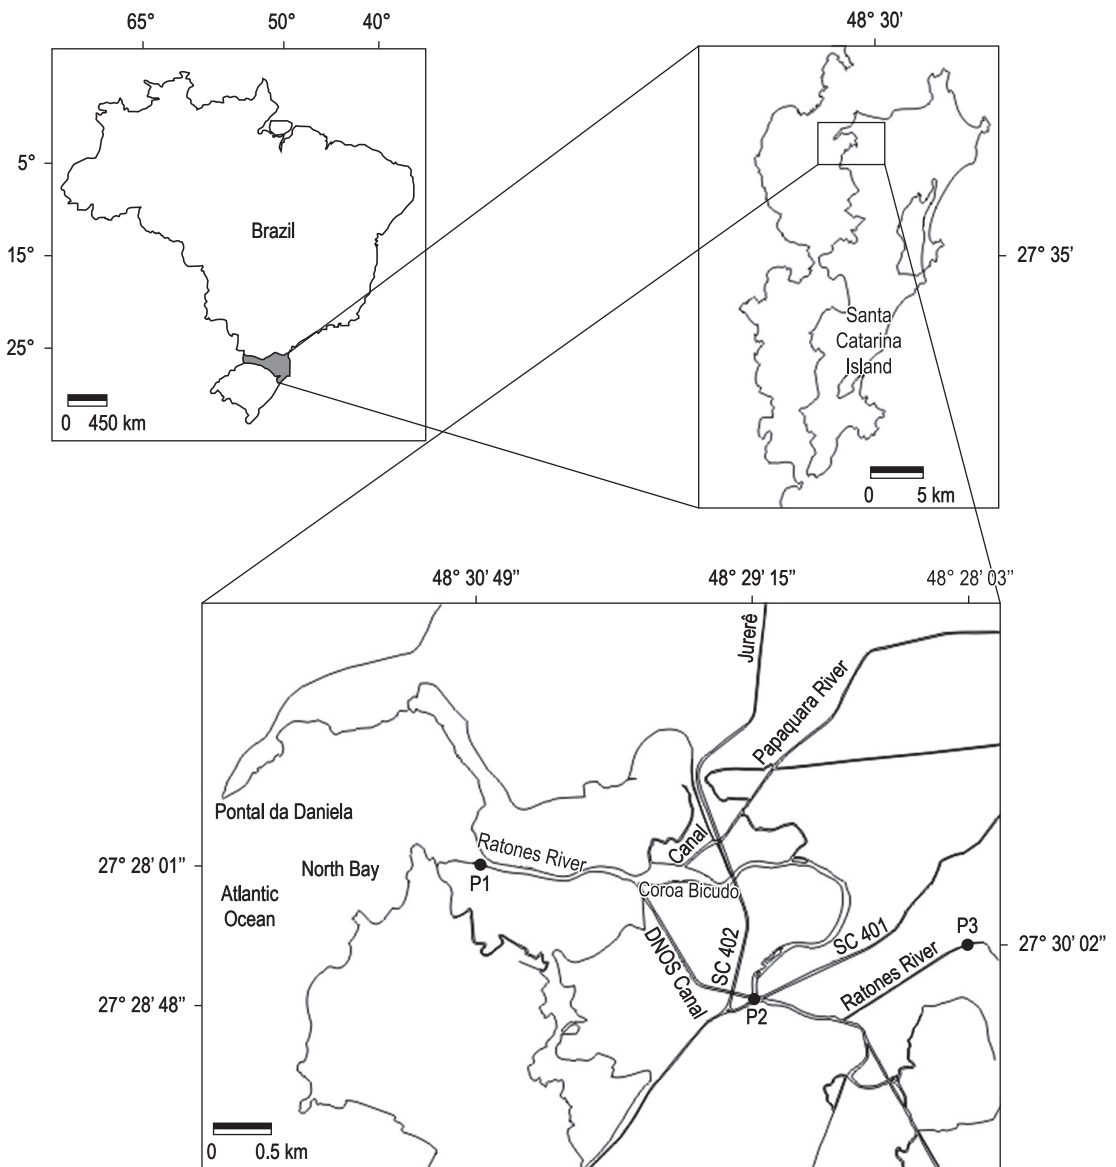 65° 50° 40°
48° 30’
5°
15°
25°
Brazil
0 450 km
27° 35’
Santa
Catarina
Island
0 5 km
48° 30’ 49” 48° 29’ 15” 48° 28’ 03”
Jurerê
Papaquara River
Pontal da Daniela
Ratones River
Canal
27° 28’ 01”
North Bay
P1
Coroa Bicudo
Atlantic
Ocean
DNOS Canal
SC 402
SC 401
Ratones River
P3
27° 30’ 02”
27° 28’ 48”
P2
0 0.5 km